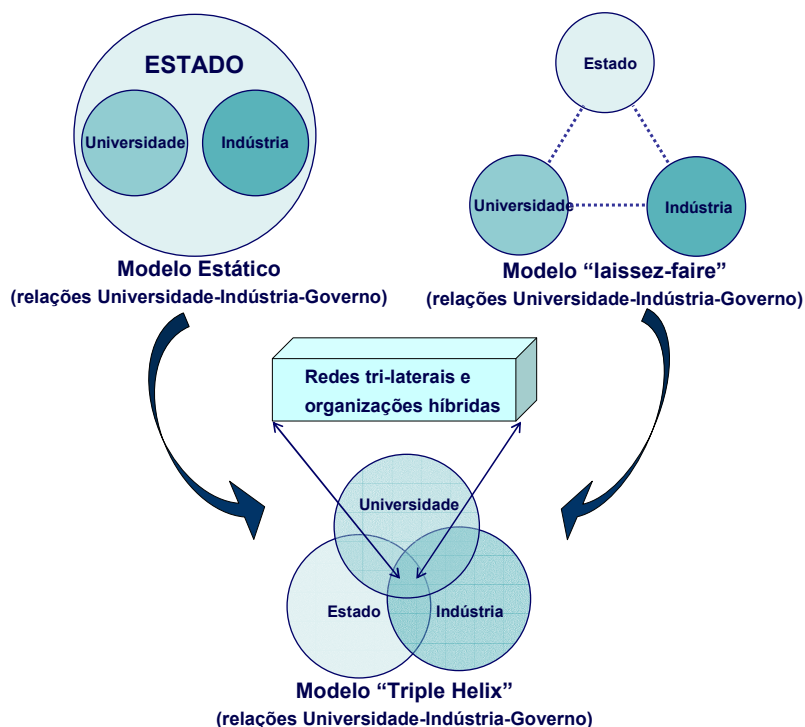 ESTADO
Universidade
Indústria
Modelo Estático
(relações Universidade-Indústria-Governo)
Estado
Universidade
Indústria
Modelo “laissez-faire”
(relações Universidade-Indústria-Governo)
Redes tri-laterais e
organizações híbridas
Universidade
Estado
Indústria
Modelo “Triple Helix”
(relações Universidade-Indústria-Governo)